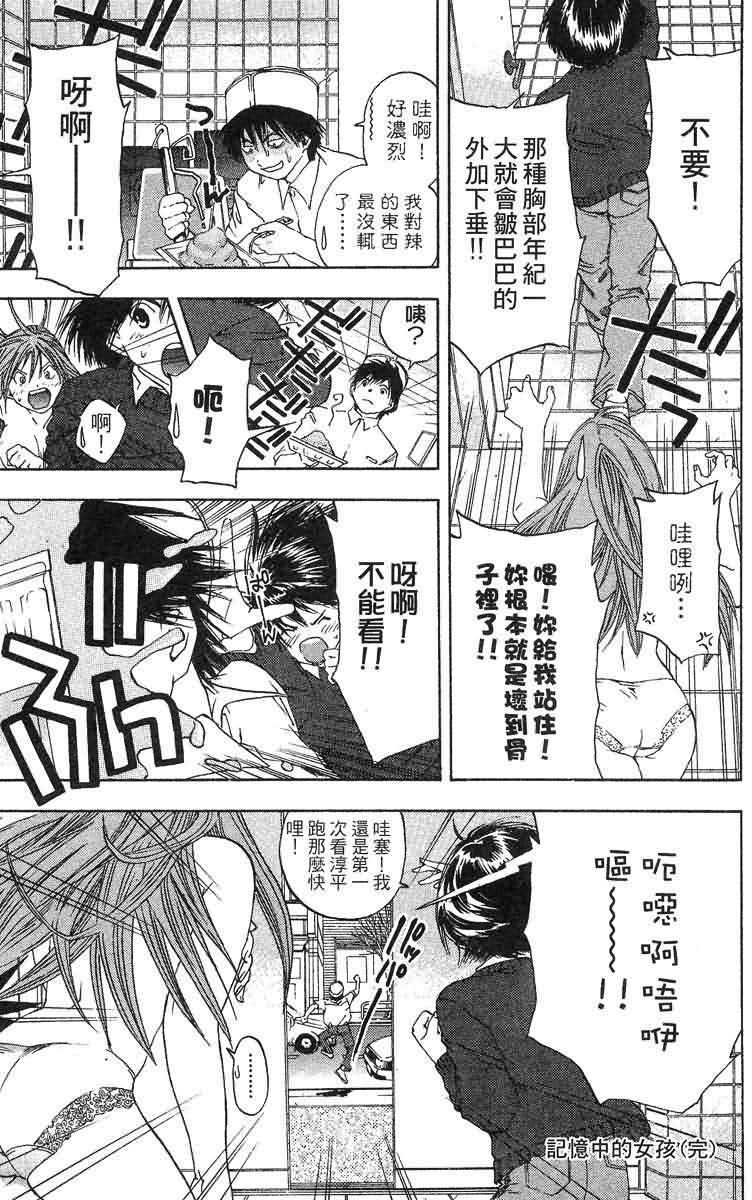 不要！
那種胸部年紀一
大就會皺巴巴的
外加下垂!!
哇啊！
好濃烈
我對辣
的東西
最沒輒
了……
呀啊──!!
哇哩咧…
喂！妳給我站住！
妳根本就是壞到骨
子裡了!!
咦？
呃！
啊！
呀啊！
不能看!!
ぶん
呃噁啊唔咿
嘔～～～!!
哇塞！我
還是第一
次看淳平
跑那麼快
哩！
………
記憶中的女孩（完）